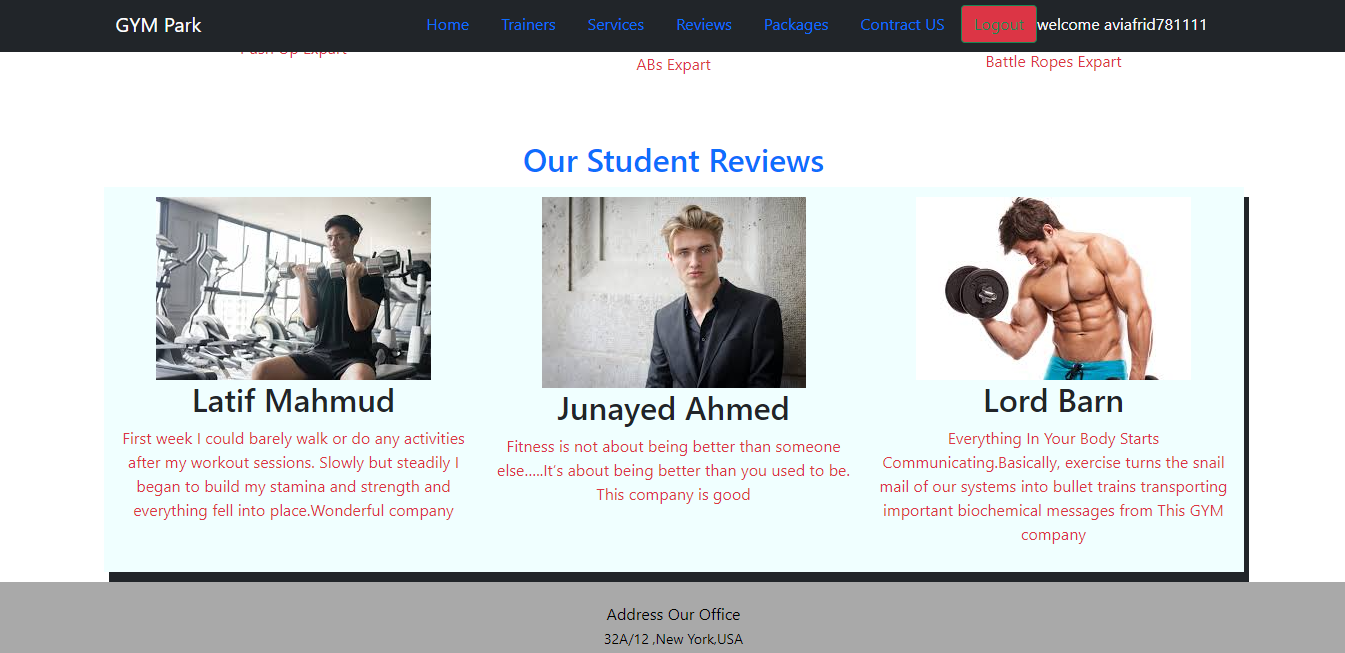 GYM Park
Home Trainers Services Reviews Packages Contract US Logout welcome aviafrid781111
Push Up Expart
ABs Expart
Battle Ropes Expart
Our Student Reviews
Latif Mahmud
First week I could barely walk or do any activities
after my workout sessions. Slowly but steadily I
began to build my stamina and strength and
everything fell into place.Wonderful company
Junayed Ahmed
Fitness is not about being better than someone
else.....It’s about being better than you used to be.
This company is good
Lord Barn
Everything In Your Body Starts
Communicating.Basically, exercise turns the snail
mail of our systems into bullet trains transporting
important biochemical messages from This GYM
company
Address Our Office
32A/12 ,New York,USA